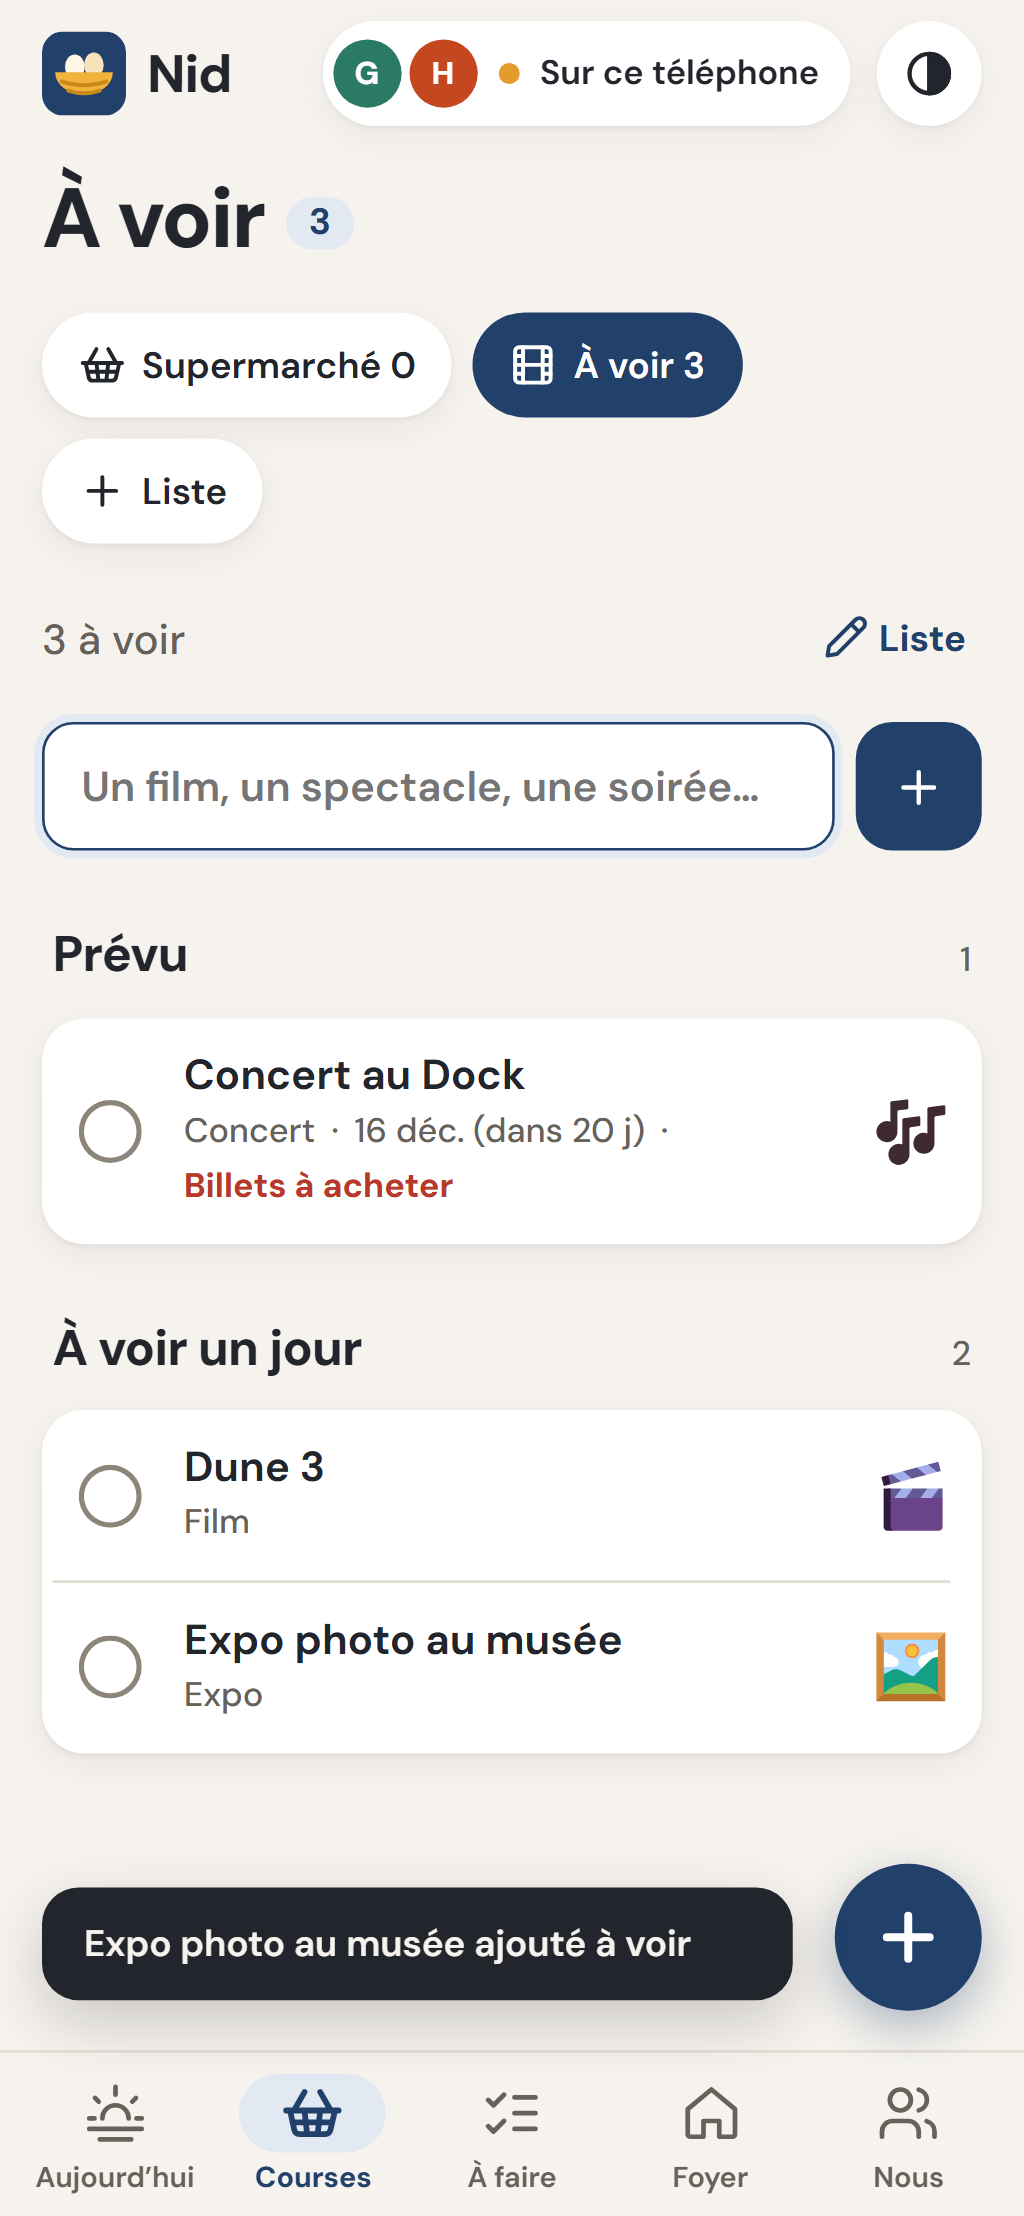 Nid
G H Sur ce téléphone
À voir 3
Supermarché 0
À voir 3
+ Liste
3 à voir
Liste
Un film, un spectacle, une soirée…
Prévu 1
Concert au Dock
Concert · 16 déc. (dans 20 j) ·
Billets à acheter
À voir un jour 2
Dune 3
Film
Expo photo au musée
Expo
Expo photo au musée ajouté à voir
Aujourd’hui
Courses
À faire
Foyer
Nous